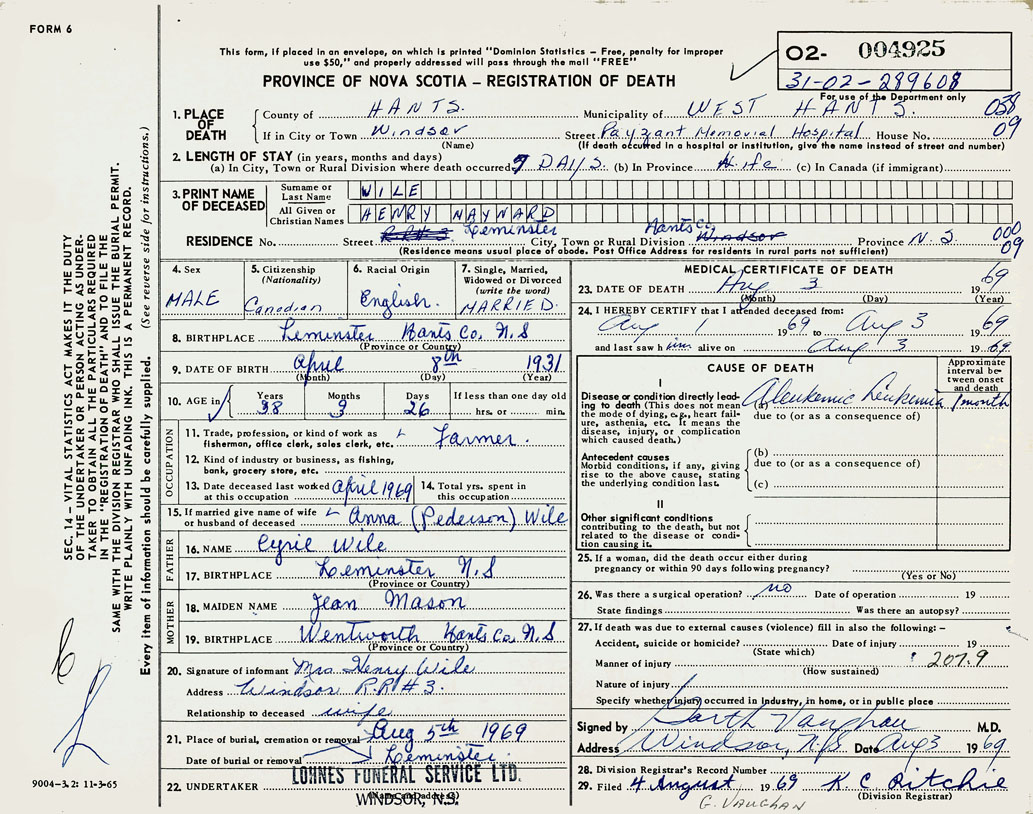 FORM 6
This form, if placed in an envelope, on which is printed "Dominion Statistics – Free, penalty for improper
use $50," and properly addressed will pass through the mail "FREE"
PROVINCE OF NOVA SCOTIA – REGISTRATION OF DEATH
O2- 004925
31-02-289608
For use of the Department only
SEC. 14 – VITAL STATISTICS ACT MAKES IT THE DUTY
OF THE UNDERTAKER OR PERSON ACTING AS UNDER-
TAKER TO OBTAIN ALL THE PARTICULARS REQUIRED
IN THE "REGISTRATION OF DEATH" AND TO FILE THE
SAME WITH THE DIVISION REGISTRAR WHO SHALL ISSUE THE BURIAL PERMIT.
WRITE PLAINLY WITH UNFADING INK. THIS IS A PERMANENT RECORD.
Every item of information should be carefully supplied. (See reverse side for instructions.)
1. PLACE OF DEATH
County of HANTS. Municipality of WEST HANTS. 038
If in City or Town Windsor Street Payzant Memorial Hospital House No. 09
(Name) (If death occurred in a hospital or institution, give the name instead of street and number)
2. LENGTH OF STAY (in years, months and days)
(a) In City, Town or Rural Division where death occurred 9 DAYS. (b) In Province Life (c) In Canada (if immigrant)
3. PRINT NAME OF DECEASED
Surname or Last Name WILE
All Given or Christian Names HENRY MAYNARD
RESIDENCE No. Street RR#3 Leminster City, Town or Rural Division Hants Co. Windsor Province N.S. 000 09
(Residence means usual place of abode. Post Office Address for residents in rural parts not sufficient)
4. Sex
MALE
5. Citizenship (Nationality)
Canadian
6. Racial Origin
English.
7. Single, Married, Widowed or Divorced (write the word)
MARRIED.
8. BIRTHPLACE Leminster Hants Co. N.S
(Province or Country)
9. DATE OF BIRTH April 8th 1931
(Month) (Day) (Year)
10. AGE in Years 38 Months 3 Days 26 If less than one day old hrs. or min.
OCCUPATION
11. Trade, profession, or kind of work as fisherman, office clerk, sales clerk, etc. Farmer.
12. Kind of industry or business, as fishing, bank, grocery store, etc.
13. Date deceased last worked at this occupation April 1969
14. Total yrs. spent in this occupation
15. If married give name of wife or husband of deceased Anna (Pederson) Wile
FATHER
16. NAME Cyril Wile
17. BIRTHPLACE Leminster N.S
(Province or Country)
MOTHER
18. MAIDEN NAME Jean Mason
19. BIRTHPLACE Wentworth Hants Co. N.S
(Province or Country)
20. Signature of informant Mrs Henry Wile
Address Windsor R.R #3.
Relationship to deceased wife
21. Place of burial, cremation or removal Aug 5th 1969
Date of burial or removal Leminster
22. UNDERTAKER LOHNES FUNERAL SERVICE LTD.
WINDSOR, N.S.
9004-3.2: 11-3-65
MEDICAL CERTIFICATE OF DEATH
23. DATE OF DEATH Aug 3 1969
(Month) (Day) (Year)
24. I HEREBY CERTIFY that I attended deceased from:
Aug 1 1969 to Aug 3 1969
and last saw him alive on Aug 3 1969.
CAUSE OF DEATH
Approximate interval between onset and death
I
Disease or condition directly leading to death (This does not mean the mode of dying, e.g., heart failure, asthenia, etc. It means the disease, injury, or complication which caused death.)
(a) Aleukemic Leukemia 1 month
due to (or as a consequence of)
Antecedent causes
Morbid conditions, if any, giving rise to the above cause, stating the underlying condition last.
(b)
due to (or as a consequence of)
(c)
II
Other significant conditions
contributing to the death, but not related to the disease or condition causing it.
25. If a woman, did the death occur either during
pregnancy or within 90 days following pregnancy?
(Yes or No)
26. Was there a surgical operation? no Date of operation 19
State findings Was there an autopsy?
27. If death was due to external causes (violence) fill in also the following: –
Accident, suicide or homicide? Date of injury 19
(State which)
Manner of injury 207.9
(How sustained)
Nature of injury
Specify whether injury occurred in Industry, in home, or in public place
Signed by Garth Vaughan M.D.
Address Windsor, N.S Date Aug 3 1969
28. Division Registrar's Record Number
29. Filed 4 August 1969 K C Ritchie
(Division Registrar)
G. VAUGHAN